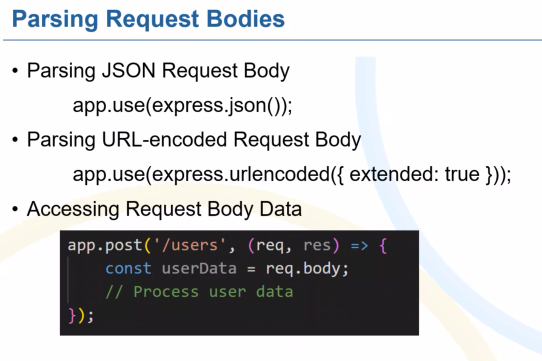 Parsing Request Bodies
• Parsing JSON Request Body
app.use(express.json());
• Parsing URL-encoded Request Body
app.use(express.urlencoded({ extended: true }));
• Accessing Request Body Data
app.post('/users', (req, res) => {
    const userData = req.body;
    // Process user data
});